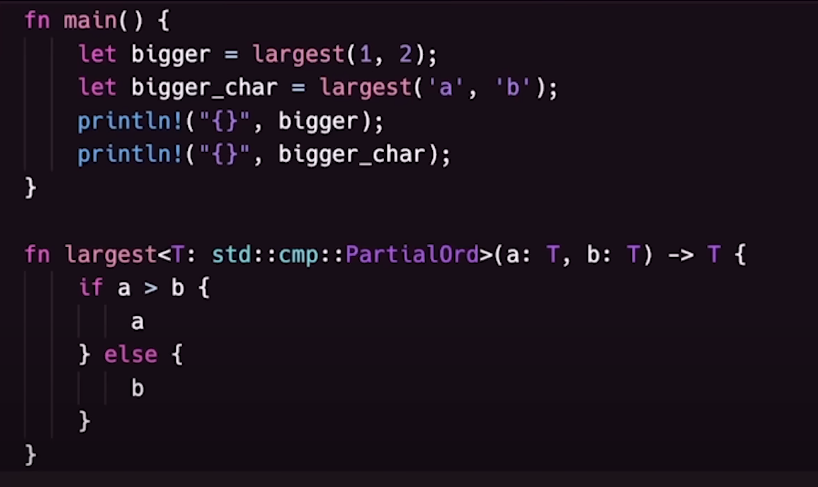 fn main() {
    let bigger = largest(1, 2);
    let bigger_char = largest('a', 'b');
    println!("{}", bigger);
    println!("{}", bigger_char);
}

fn largest<T: std::cmp::PartialOrd>(a: T, b: T) -> T {
    if a > b {
        a
    } else {
        b
    }
}